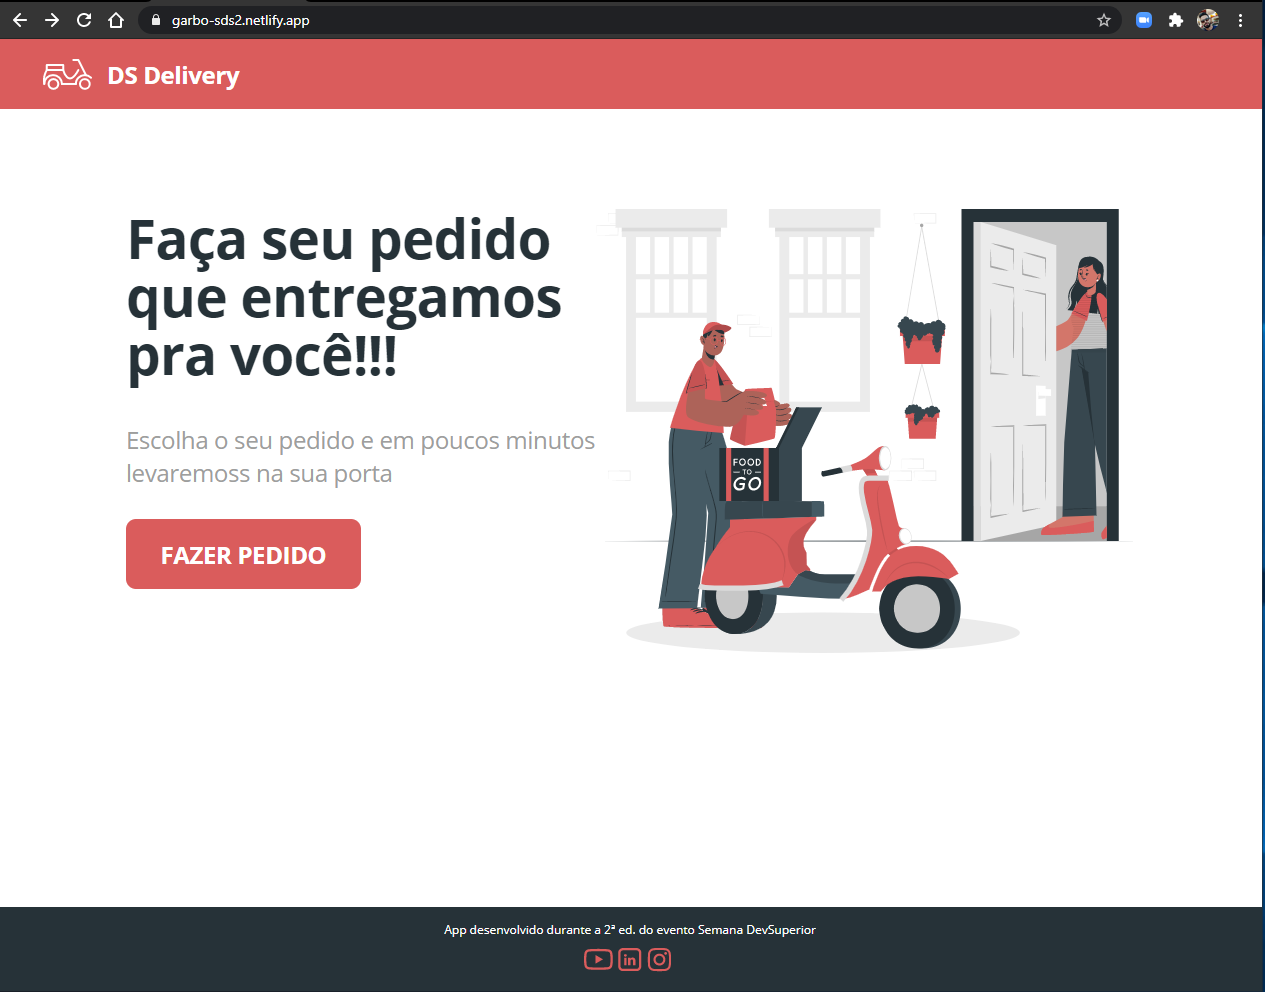 garbo-sds2.netlify.app
DS Delivery
Faça seu pedido
que entregamos
pra você!!!
Escolha o seu pedido e em poucos minutos
levaremoss na sua porta
FAZER PEDIDO
FOOD
TO
GO
App desenvolvido durante a 2ª ed. do evento Semana DevSuperior
in